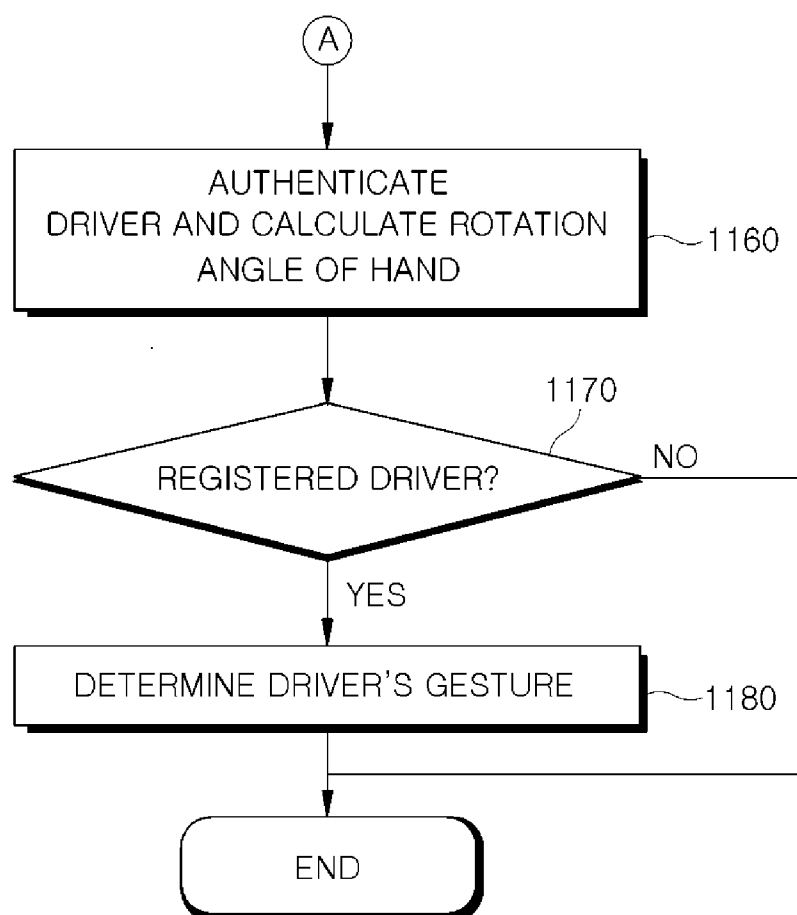 A
AUTHENTICATE
DRIVER AND CALCULATE ROTATION
ANGLE OF HAND
1160
1170
REGISTERED DRIVER?
NO
YES
DETERMINE DRIVER'S GESTURE
1180
END